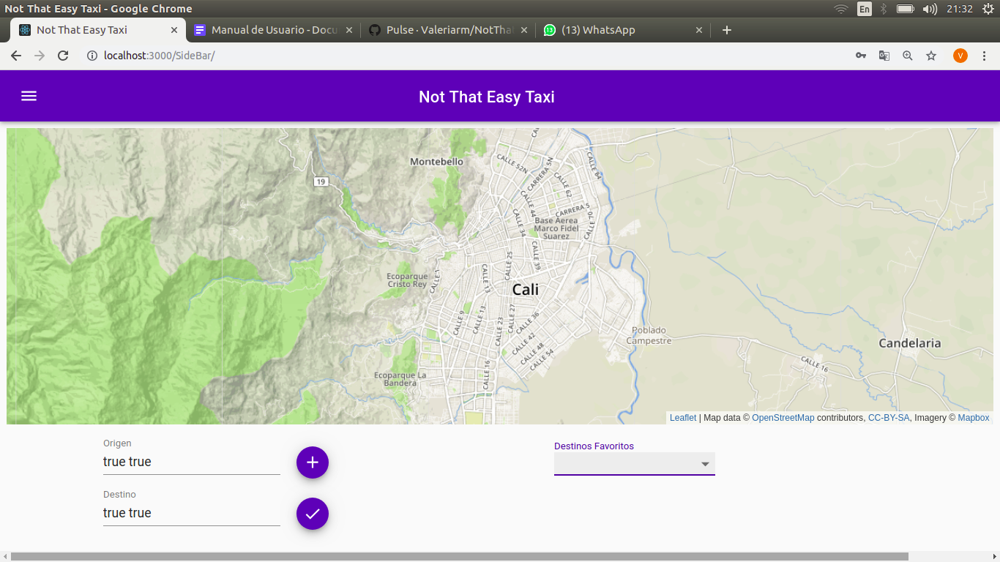 Not That Easy Taxi - Google Chrome
En
21:32
Not That Easy Taxi
Manual de Usuario - Docu
Pulse · Valeriarm/NotTha
13
(13) WhatsApp
localhost:3000/SideBar/
V
Not That Easy Taxi
Montebello
19
CALLE 52N
CARRERA 5N
CALLE 84
CALLE 62
CALLE 44
CARRERA 5
CALLE 70
Base Aerea
Marco Fidel
Suarez
CALLE 34
CALLE 39
CALLE 25
Ecoparque
Cristo Rey
CALLE 1
CALLE 13
Cali
CALLE 9
CALLE 13
CALLE 23
CALLE 27
CALLE 36
CALLE 42
CALLE 48
CALLE 54
Poblado
Campestre
Candelaria
CALLE 16
CALLE 16
Ecoparque La
Bandera
Leaflet | Map data © OpenStreetMap contributors, CC-BY-SA, Imagery © Mapbox
Origen
true true
Destinos Favoritos
Destino
true true